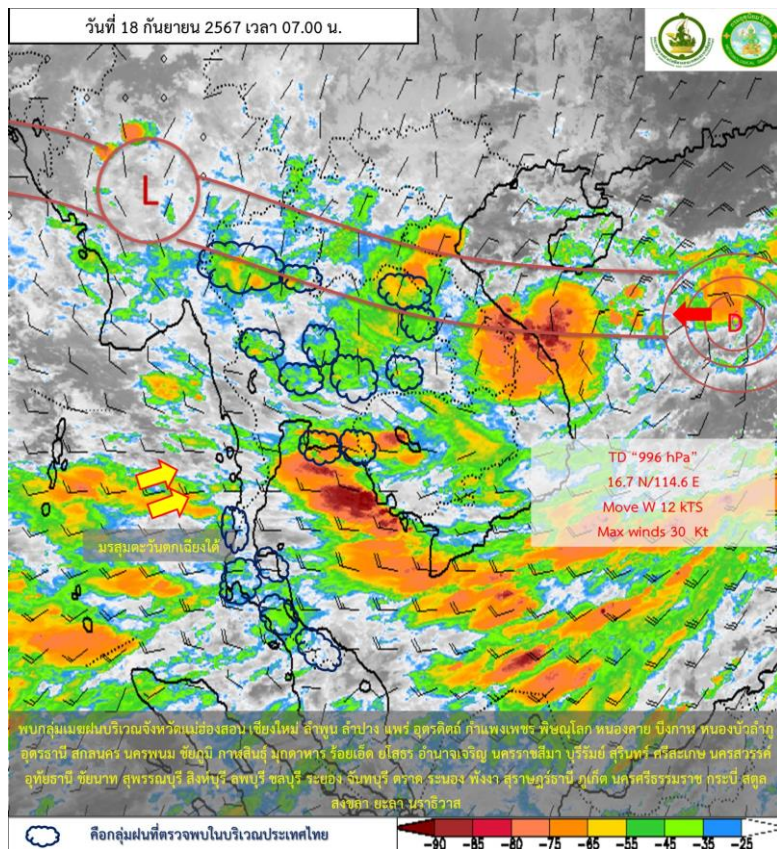 วันที่ 18 กันยายน 2567 เวลา 07.00 น.
L
D
TD “996 hPa”
16.7 N/114.6 E
Move W 12 kTS
Max winds 30 Kt
มรสุมตะวันตกเฉียงใต้
พบกลุ่มเมฆฝนบริเวณจังหวัดแม่ฮ่องสอน เชียงใหม่ ลำพูน ลำปาง แพร่ อุตรดิตถ์ กำแพงเพชร พิษณุโลก หนองคาย บึงกาฬ หนองบัวลำภู
อุดรธานี สกลนคร นครพนม ชัยภูมิ กาฬสินธุ์ มุกดาหาร ร้อยเอ็ด ยโสธร อำนาจเจริญ นครราชสีมา บุรีรัมย์ สุรินทร์ ศรีสะเกษ นครสวรรค์
อุทัยธานี ชัยนาท สุพรรณบุรี สิงห์บุรี ลพบุรี ชลบุรี ระยอง จันทบุรี ตราด ระนอง พังงา สุราษฎร์ธานี ภูเก็ต นครศรีธรรมราช กระบี่ สตูล
สงขลา ยะลา นราธิวาส
คือกลุ่มฝนที่ตรวจพบในบริเวณประเทศไทย
-90 -85 -80 -75 -65 -55 -45 -35 -25